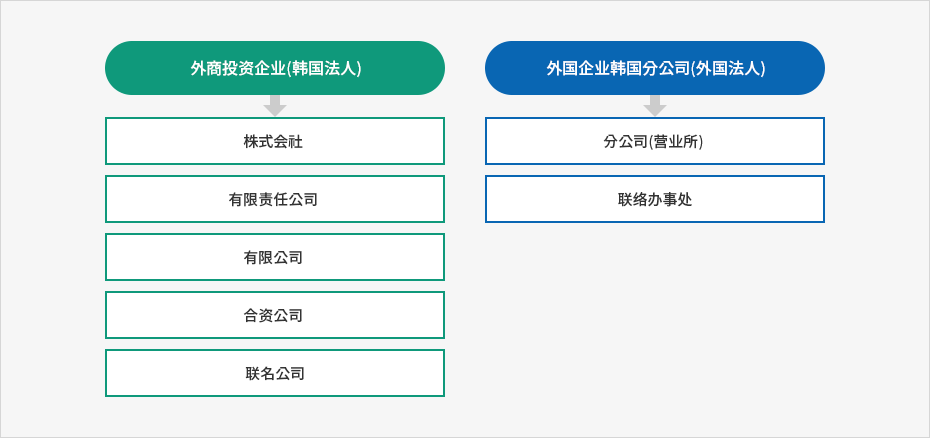 外商投资企业(韩国法人)
株式会社
有限责任公司
有限公司
合资公司
联名公司
外国企业韩国分公司(外国法人)
分公司(营业所)
联络办事处